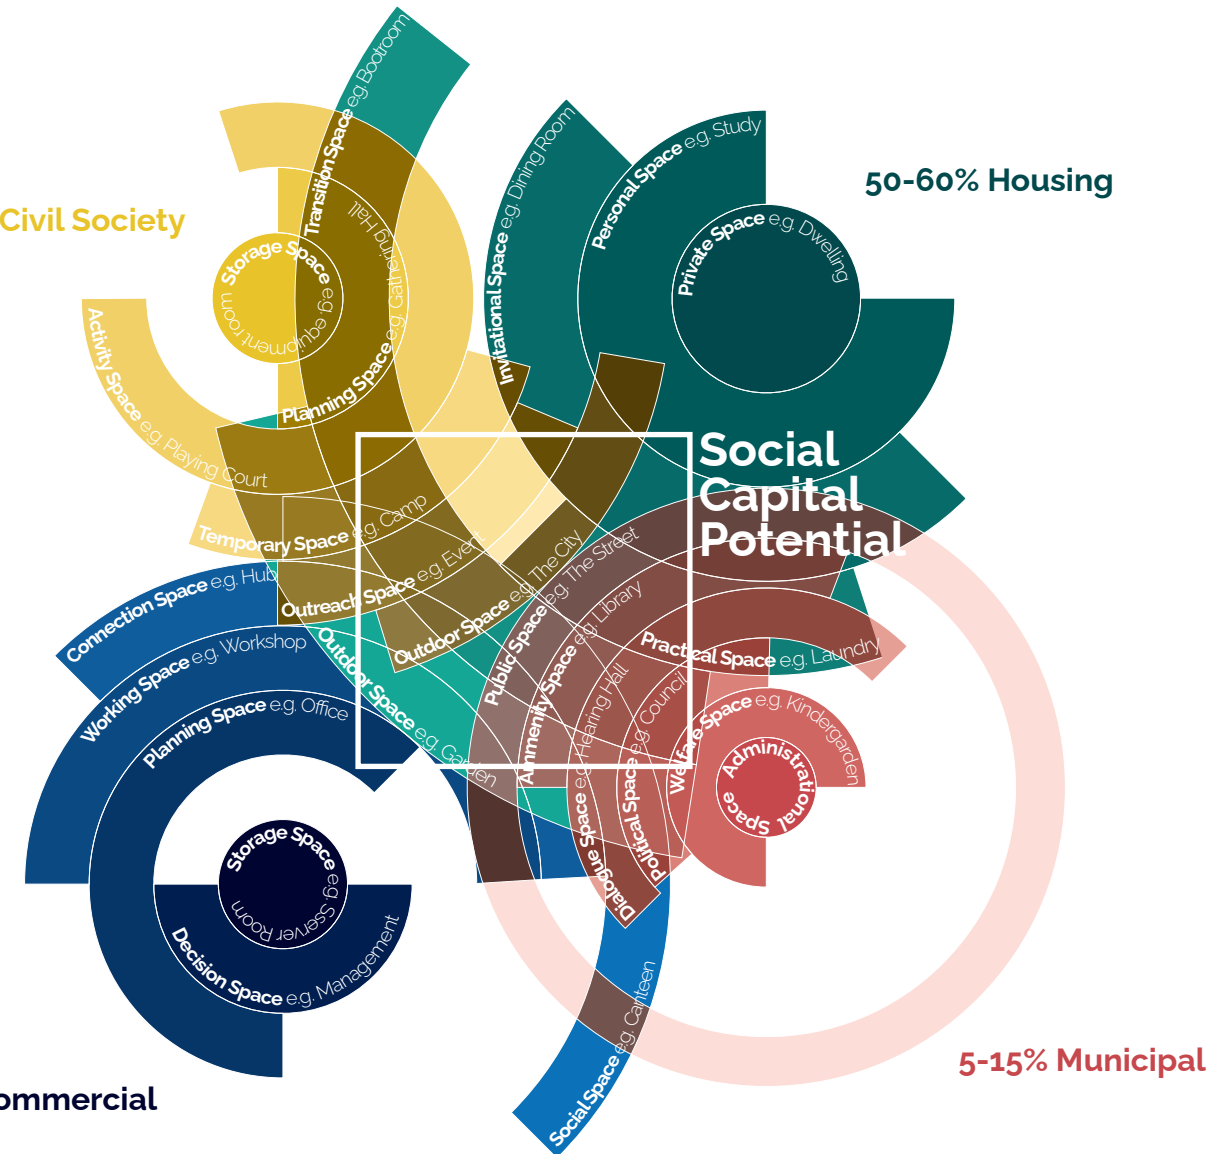 Transition Space e.g. Bootroom
Civil Society
Storage Space e.g. equipment room
Planning Space e.g. Gathering Hall
Activity Space e.g. Playing Court
Temporary Space e.g. Camp
Outreach Space e.g. Event
Invitational Space e.g. Dining Room
Personal Space e.g. Study
Private Space e.g. Dwelling
50-60% Housing
Social
Capital
Potential
Outdoor Space e.g. The City
Public Space e.g. The Street
Ammenity Space e.g. Library
Practical Space e.g. Laundry
Outdoor Space e.g. Garden
Dialogue Space e.g. Hearing Hall
Political Space e.g. Council
Welfare Space e.g. Kindergarden
Administrational Space
5-15% Municipal
Connection Space e.g. Hub
Working Space e.g. Workshop
Planning Space e.g. Office
Storage Space e.g. Sserver Room
Decision Space e.g. Management
Social Space e.g. Canteen
ommercial